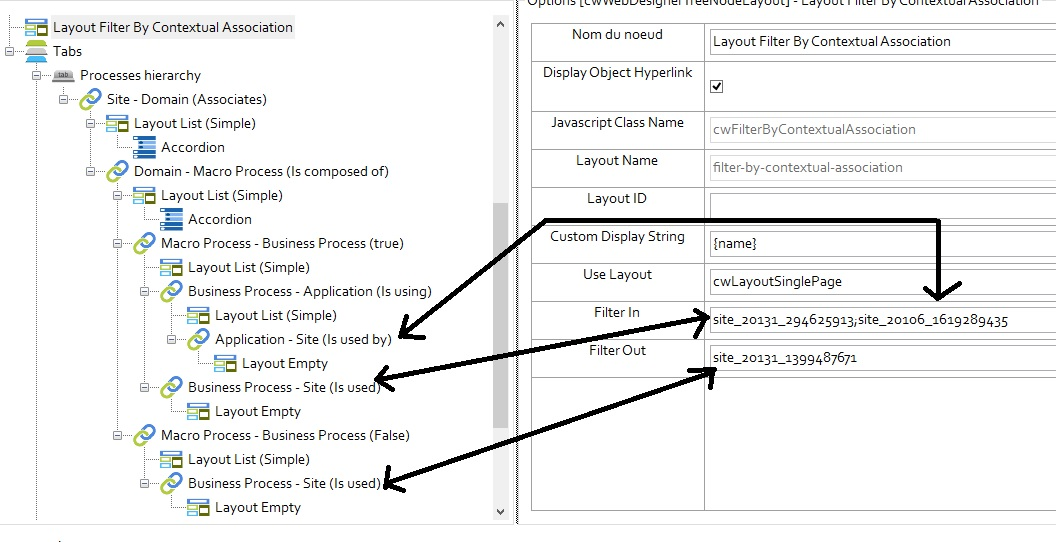 Options [cwWebDesignerTreeNodeLayout] - Layout Filter By Contextual Association
Layout Filter By Contextual Association
Tabs
tab Processes hierarchy
Site - Domain (Associates)
Layout List (Simple)
Accordion
Domain - Macro Process (Is composed of)
Layout List (Simple)
Accordion
Macro Process - Business Process (true)
Layout List (Simple)
Business Process - Application (Is using)
Layout List (Simple)
Application - Site (Is used by)
Layout Empty
Business Process - Site (Is used)
Layout Empty
Macro Process - Business Process (False)
Layout List (Simple)
Business Process - Site (Is used)
Layout Empty
Nom du noeud Layout Filter By Contextual Association
Display Object Hyperlink
Javascript Class Name cwFilterByContextualAssociation
Layout Name filter-by-contextual-association
Layout ID
Custom Display String {name}
Use Layout cwLayoutSinglePage
Filter In site_20131_294625913;site_20106_1619289435
Filter Out site_20131_1399487671